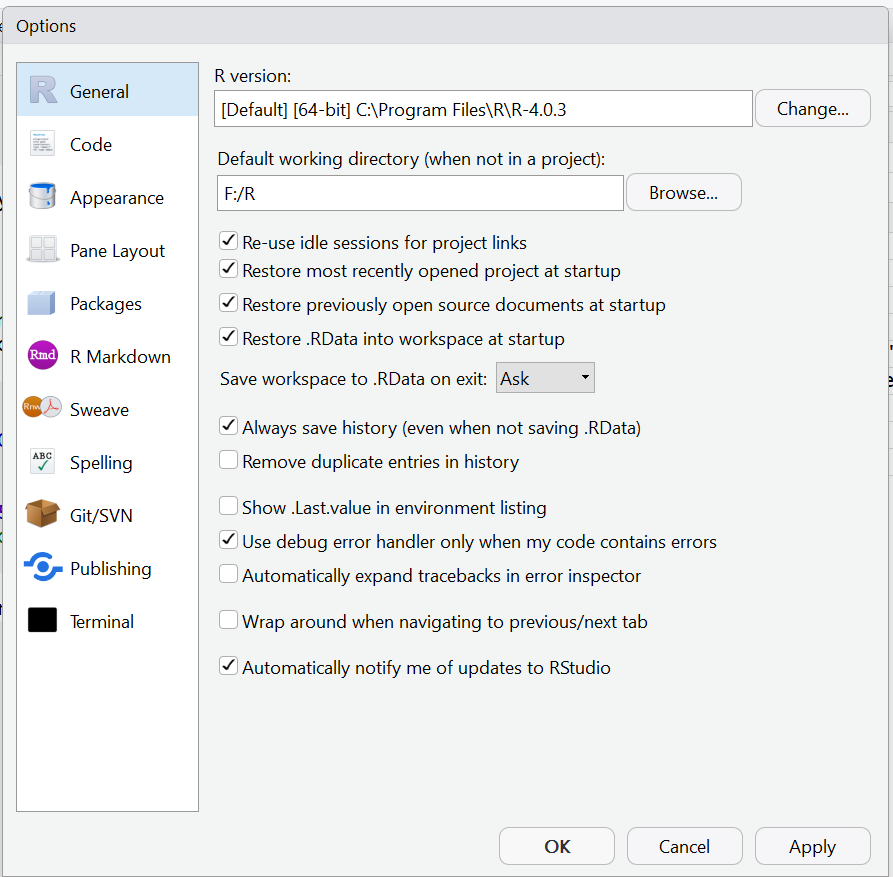 Options
General
Code
Appearance
Pane Layout
Packages
Rmd R Markdown
Rnw Sweave
ABC Spelling
Git/SVN
Publishing
Terminal
R version:
[Default] [64-bit] C:\Program Files\R\R-4.0.3
Change...
Default working directory (when not in a project):
F:/R
Browse...
Re-use idle sessions for project links
Restore most recently opened project at startup
Restore previously open source documents at startup
Restore .RData into workspace at startup
Save workspace to .RData on exit: Ask
Always save history (even when not saving .RData)
Remove duplicate entries in history
Show .Last.value in environment listing
Use debug error handler only when my code contains errors
Automatically expand tracebacks in error inspector
Wrap around when navigating to previous/next tab
Automatically notify me of updates to RStudio
OK Cancel Apply